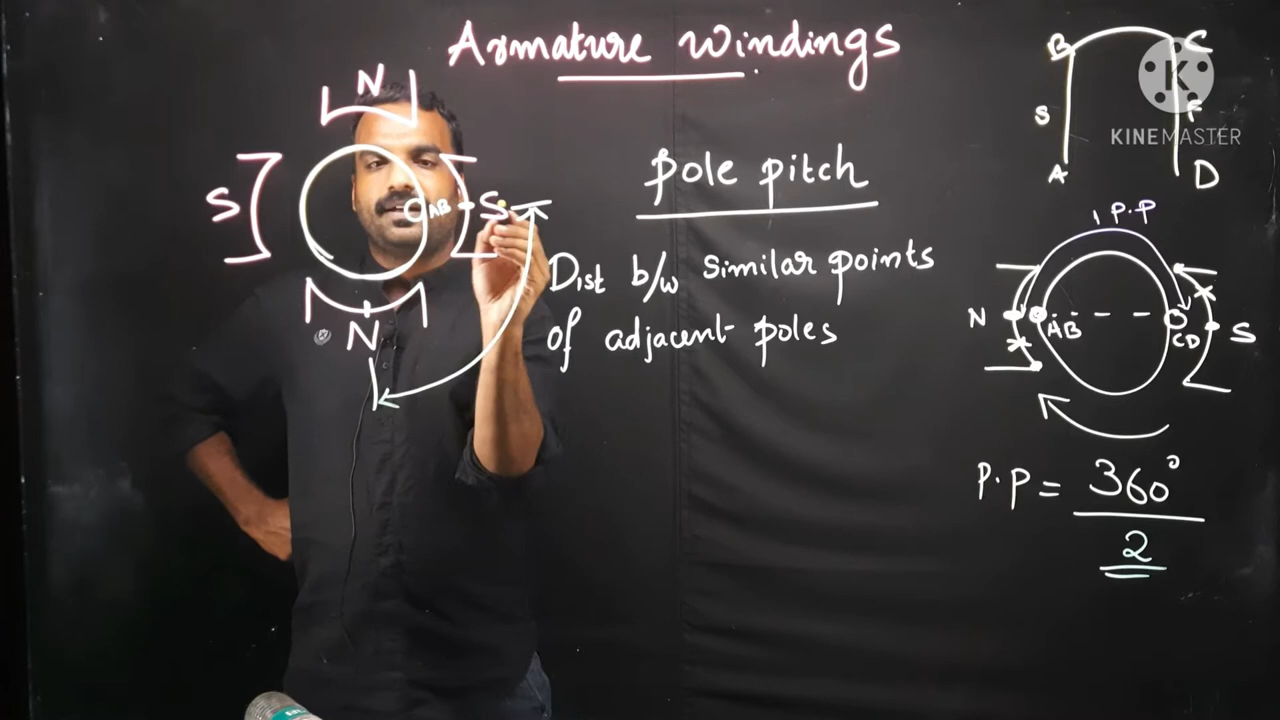 Armature windings
N
S
AB
S
N
Pole pitch
Dist b/w similar points
of adjacent poles
B
C
S
F
A
D
K
KINEMASTER
1 P.P
N
AB
CD
S
P.P = 360°
2